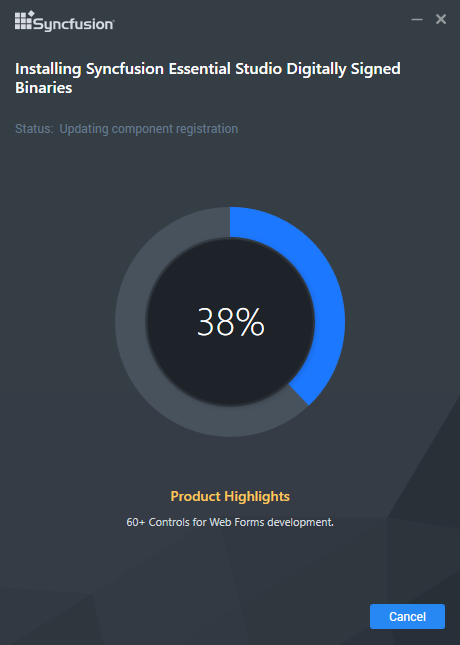 Syncfusion
Installing Syncfusion Essential Studio Digitally Signed
Binaries
Status: Updating component registration
38%
Product Highlights
60+ Controls for Web Forms development.
Cancel